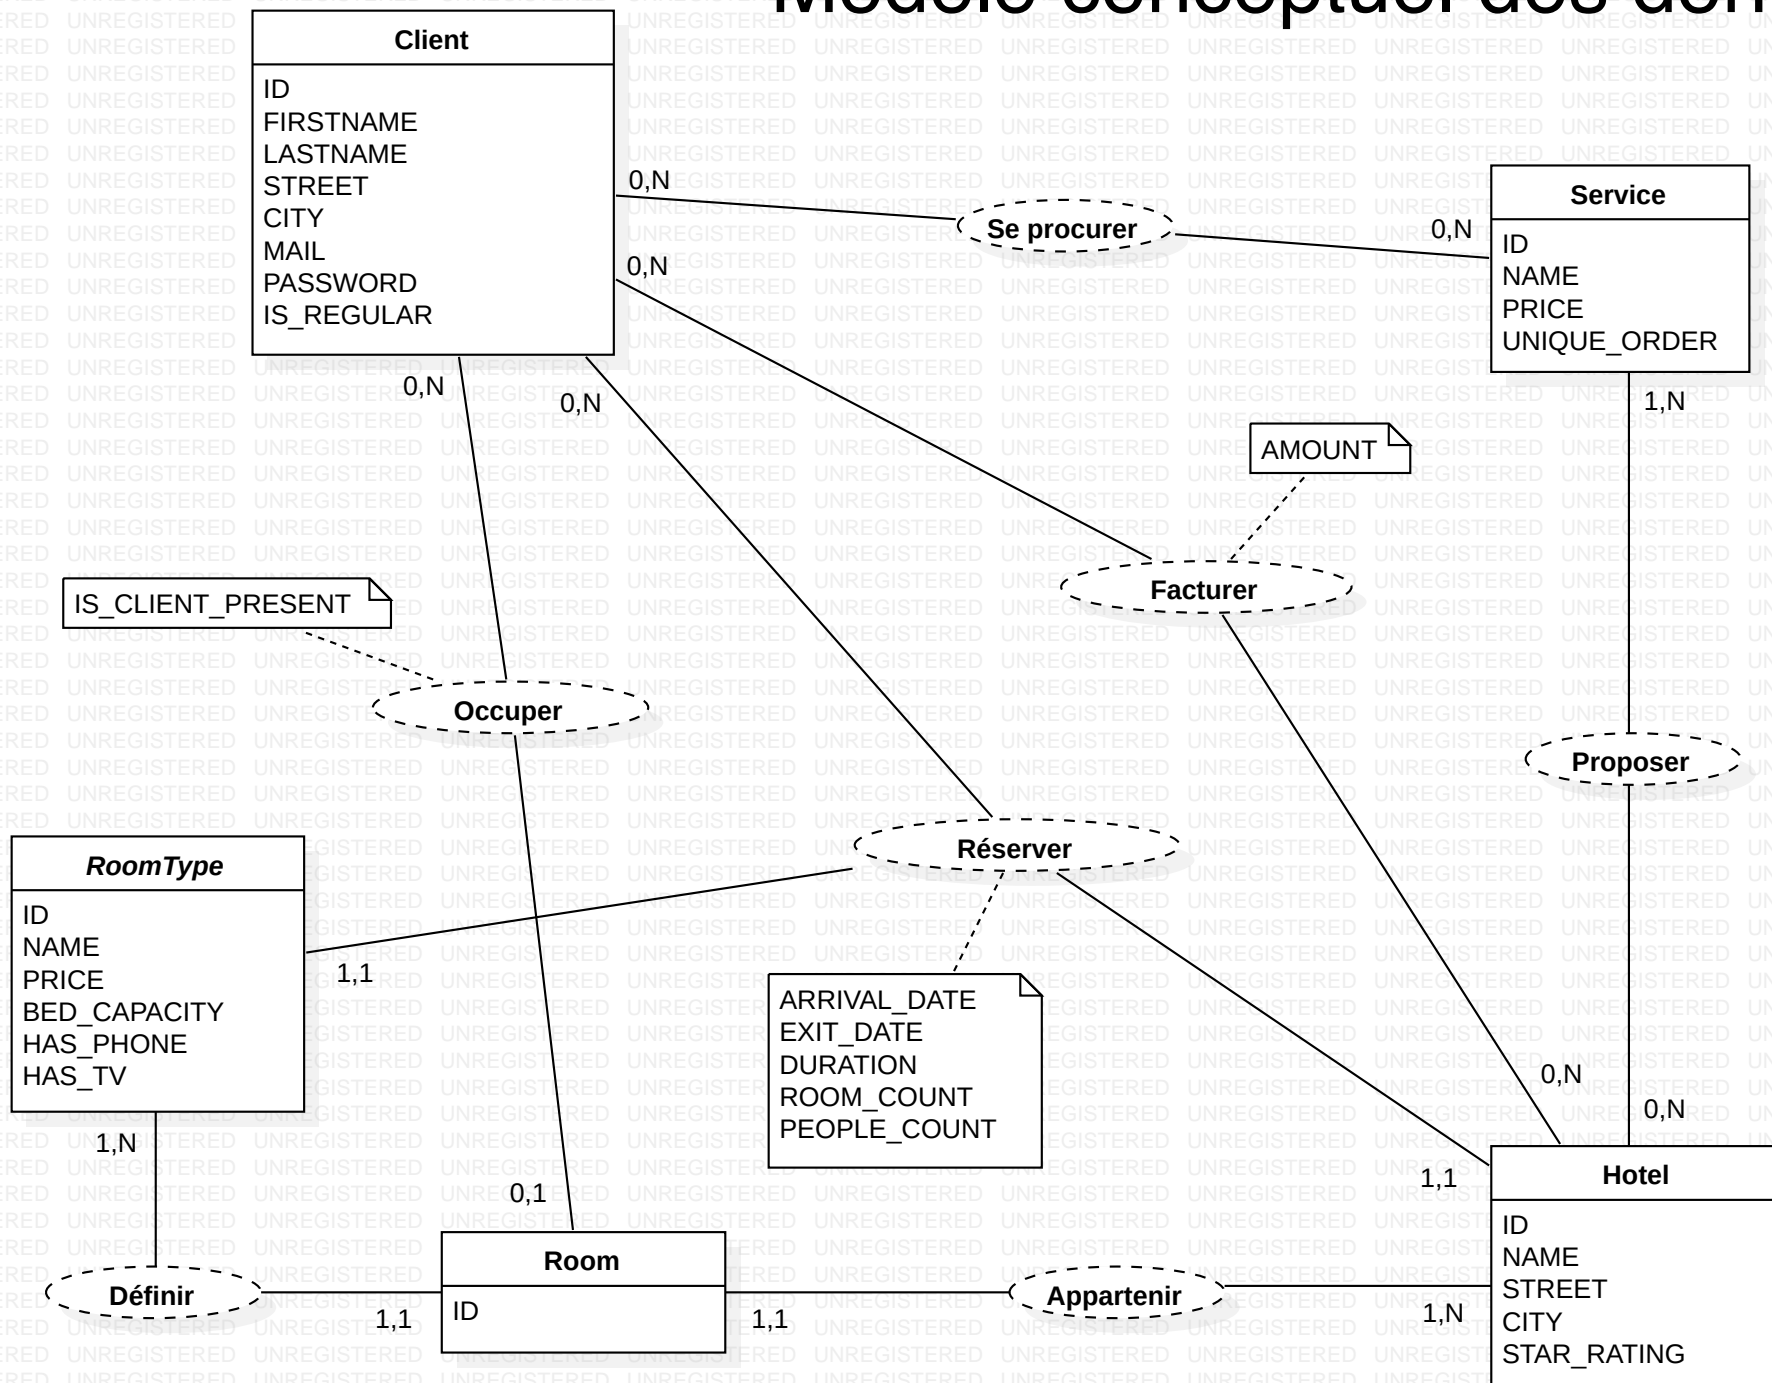 Modèle conceptuel des
Client
ID
FIRSTNAME
LASTNAME
STREET
CITY
MAIL
PASSWORD
IS_REGULAR
0,N
Se procurer
0,N
Service
ID
NAME
PRICE
UNIQUE_ORDER
0,N
0,N
0,N
1,N
AMOUNT
Facturer
IS_CLIENT_PRESENT
Occuper
Proposer
Réserver
RoomType
ID
NAME
PRICE
BED_CAPACITY
HAS_PHONE
HAS_TV
1,1
ARRIVAL_DATE
EXIT_DATE
DURATION
ROOM_COUNT
PEOPLE_COUNT
0,N
0,N
1,N
0,1
1,1
Hotel
ID
NAME
STREET
CITY
STAR_RATING
Définir
1,1
Room
ID
1,1
Appartenir
1,N